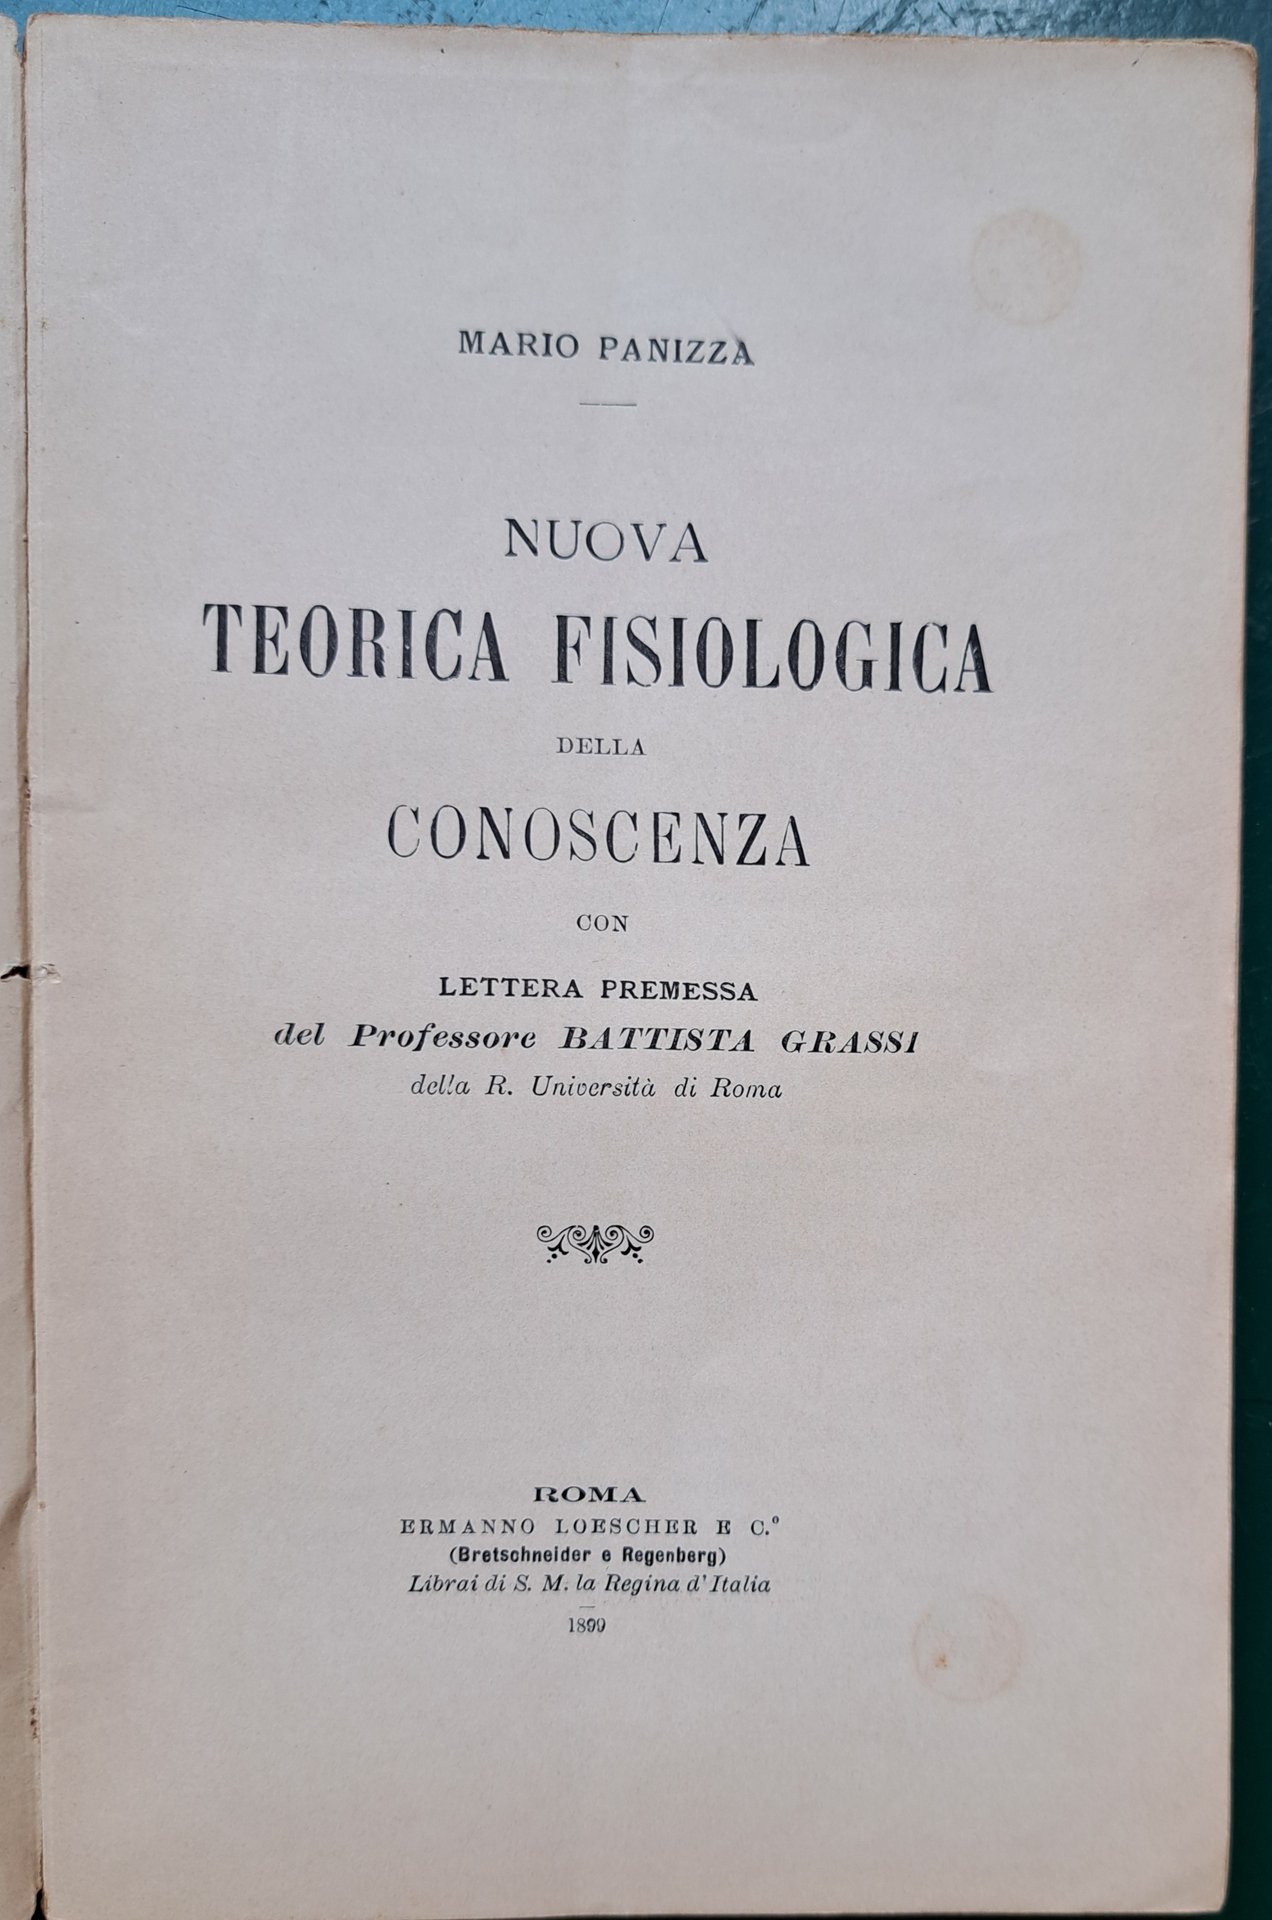 MARIO PANIZZA
NUOVA
TEORICA FISIOLOGICA
DELLA
CONOSCENZA
CON
LETTERA PREMESSA
del Professore BATTISTA GRASSI
della R. Università di Roma
ROMA
ERMANNO LOESCHER E C.º
(Bretschneider e Regenberg)
Librai di S. M. la Regina d'Italia
1899